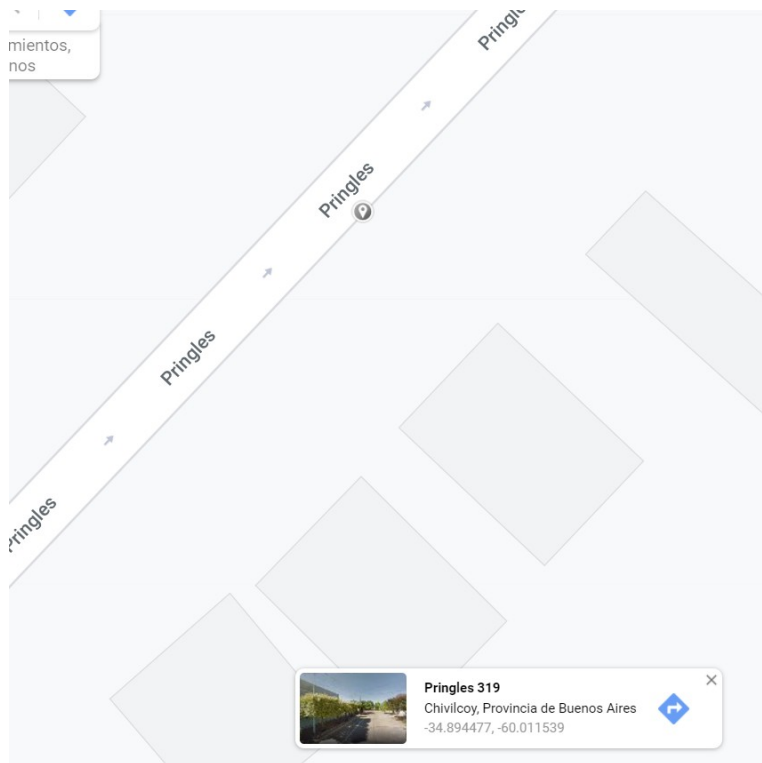 mientos,
nos
Pringles
Pringles
Pringles
Pringles
Pringles 319
Chivilcoy, Provincia de Buenos Aires
-34.894477, -60.011539